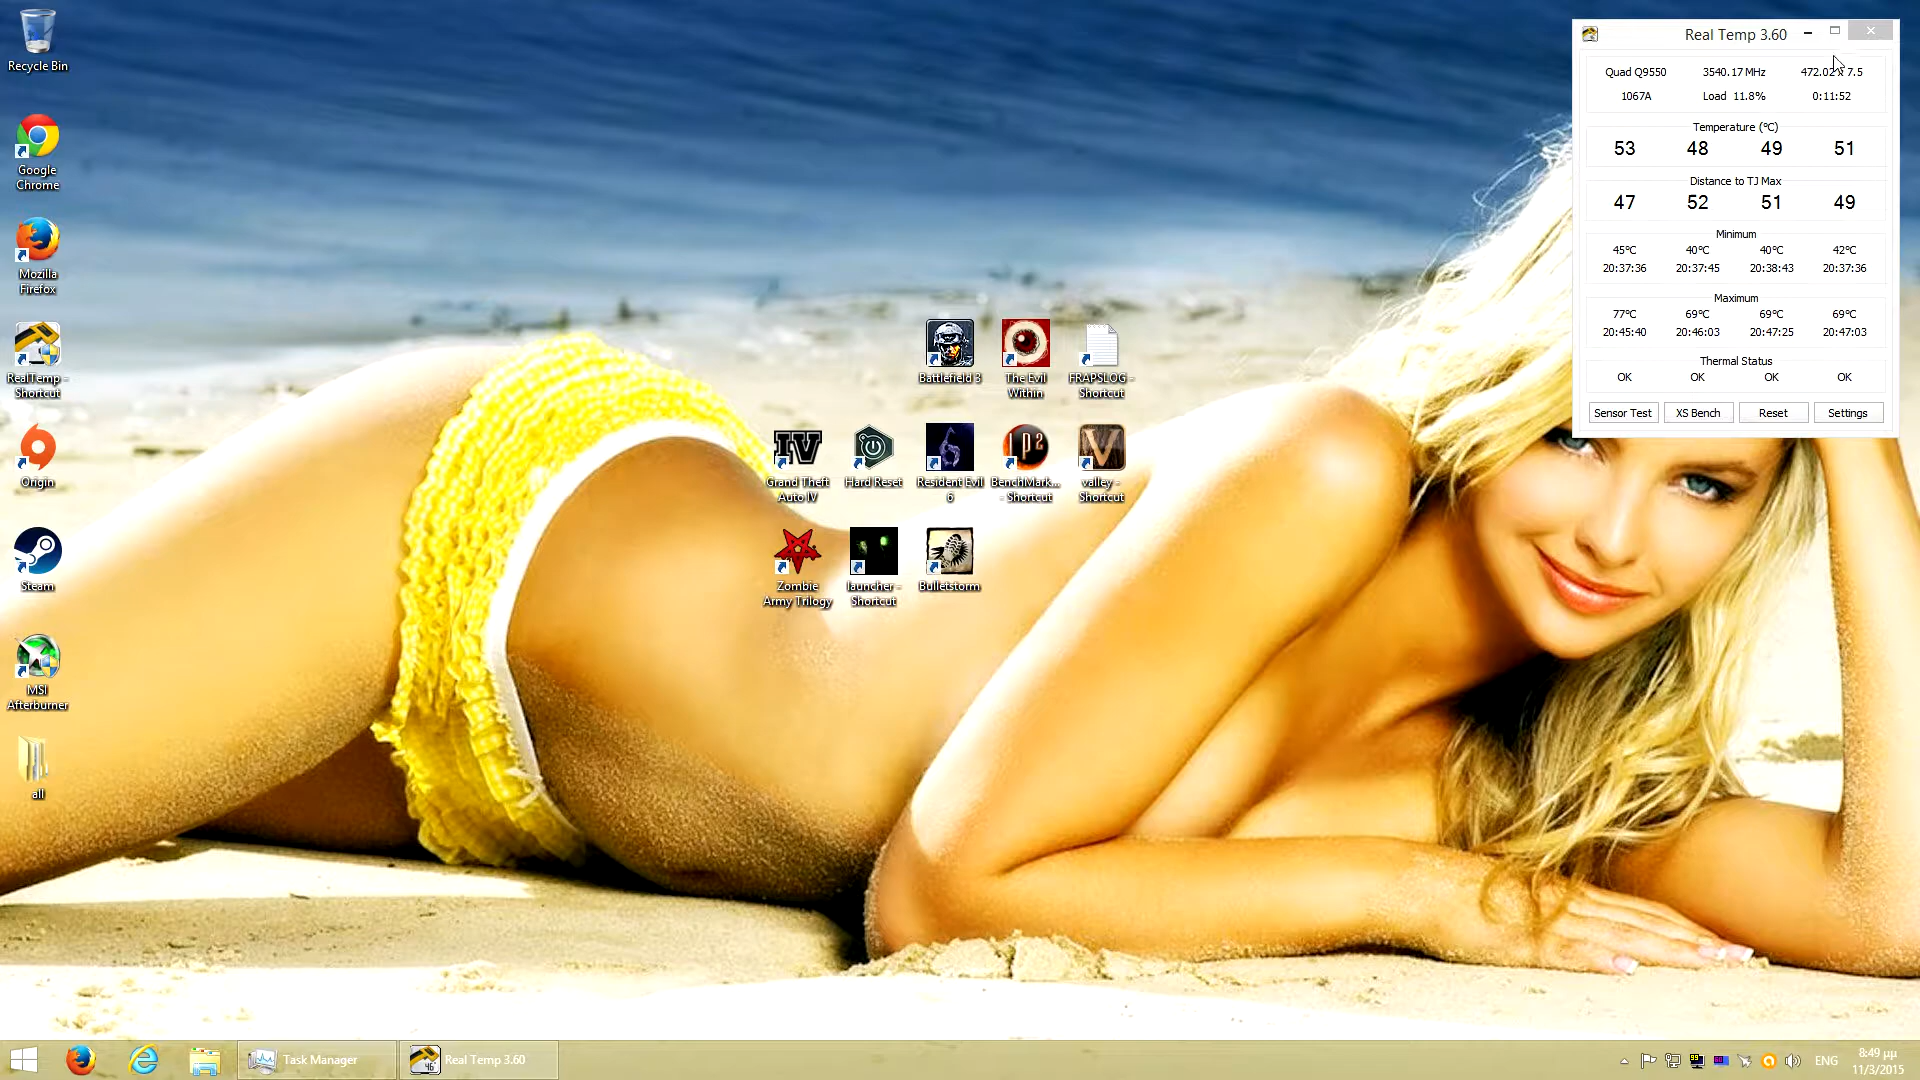 Recycle Bin
Google
Chrome
Mozilla
Firefox
RealTemp -
Shortcut
Origin
Steam
MSI
Afterburner
all
Battlefield 3
The Evil
Within
FRAPSLOG -
Shortcut
IV
Grand Theft
Auto IV
Hard Reset
Resident Evil
6
BenchMark...
- Shortcut
valley -
Shortcut
Zombie
Army Trilogy
launcher -
Shortcut
Bulletstorm
Real Temp 3.60
Quad Q9550 3540.17 MHz 472.02 x 7.5
1067A Load 11.8% 0:11:52
Temperature (°C)
53 48 49 51
Distance to TJ Max
47 52 51 49
Minimum
45°C 40°C 40°C 42°C
20:37:36 20:37:45 20:38:43 20:37:36
Maximum
77°C 69°C 69°C 69°C
20:45:40 20:46:03 20:47:25 20:47:03
Thermal Status
OK OK OK OK
Sensor Test XS Bench Reset Settings
Task Manager
46
Real Temp 3.60
ENG
8:49 μμ
11/3/2015